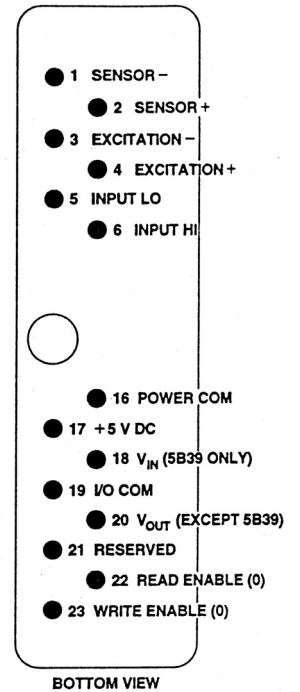 1 SENSOR –
2 SENSOR +
3 EXCITATION –
4 EXCITATION +
5 INPUT LO
6 INPUT HI
16 POWER COM
17 +5 V DC
18 VIN (5B39 ONLY)
19 I/O COM
20 VOUT (EXCEPT 5B39)
21 RESERVED
22 READ ENABLE (0)
23 WRITE ENABLE (0)
BOTTOM VIEW